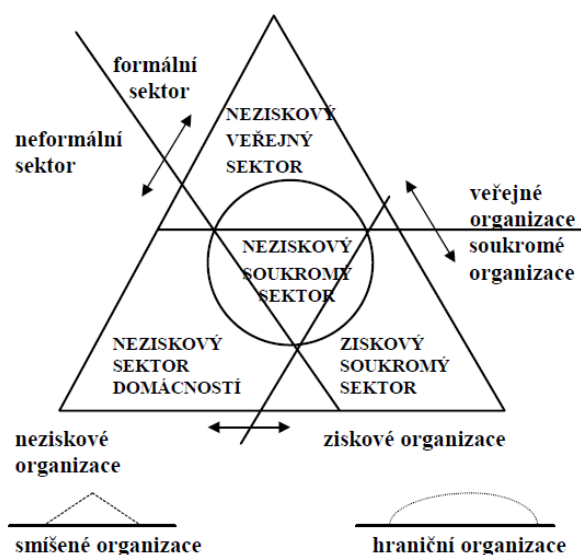 formální
sektor
neformální
sektor
NEZISKOVÝ
VEŘEJNÝ
SEKTOR
veřejné
organizace
soukromé
organizace
NEZISKOVÝ
SOUKROMÝ
SEKTOR
NEZISKOVÝ
SEKTOR
DOMÁCNOSTÍ
ZISKOVÝ
SOUKROMÝ
SEKTOR
neziskové
organizace
ziskové organizace
smíšené organizace
hraniční organizace